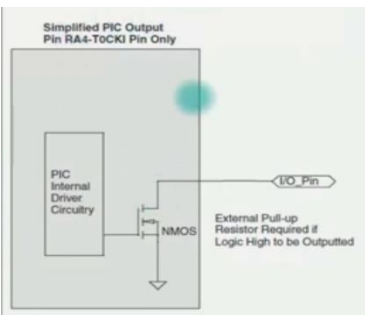 Simplified PIC Output
Pin RA4-T0CKI Pin Only
PIC
Internal
Driver
Circuitry
I/O_Pin
NMOS
External Pull-up
Resistor Required if
Logic High to be Outputted